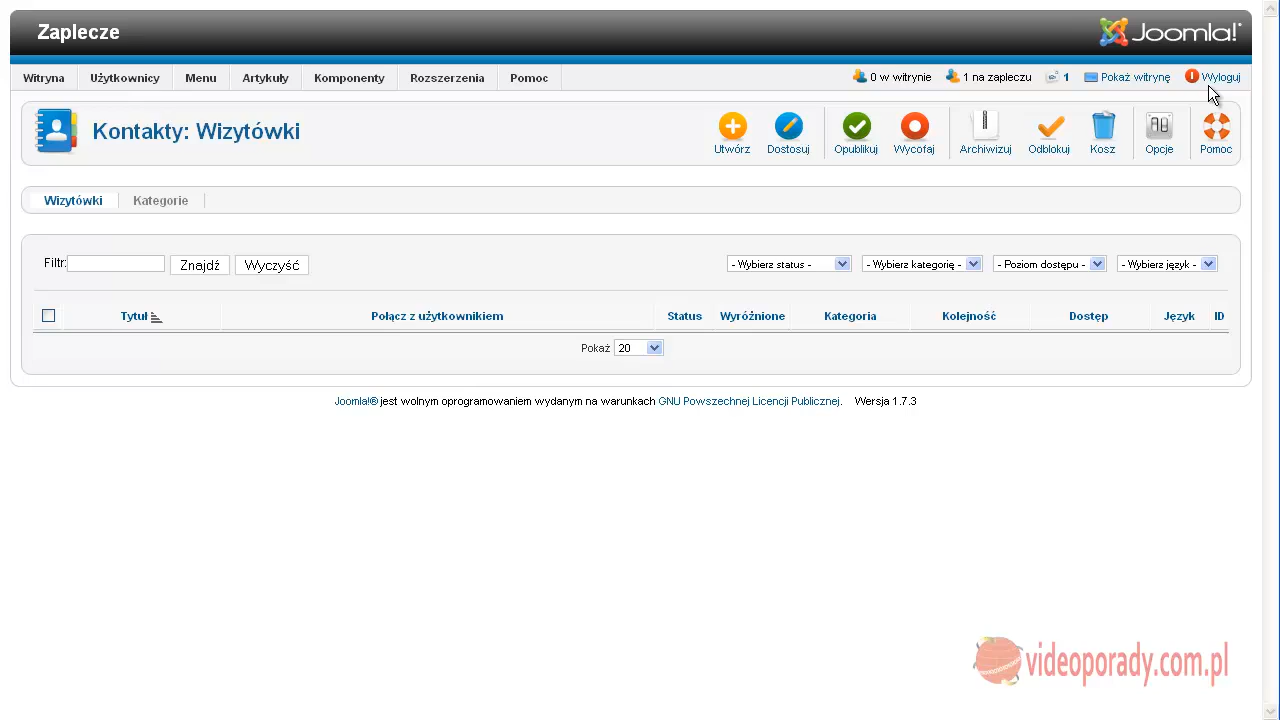 Zaplecze
Joomla!
Witryna Użytkownicy Menu Artykuły Komponenty Rozszerzenia Pomoc 0 w witrynie 1 na zapleczu 1 Pokaż witrynę Wyloguj
Kontakty: Wizytówki
Utwórz Dostosuj Opublikuj Wycofaj Archiwizuj Odblokuj Kosz Opcje Pomoc
Wizytówki Kategorie
Filtr: Znajdź Wyczyść - Wybierz status - - Wybierz kategorię - - Poziom dostępu - - Wybierz język -
Tytuł Połącz z użytkownikiem Status Wyróżnione Kategoria Kolejność Dostęp Język ID
Pokaż 20
Joomla!® jest wolnym oprogramowaniem wydanym na warunkach GNU Powszechnej Licencji Publicznej. Wersja 1.7.3
videoporady.com.pl